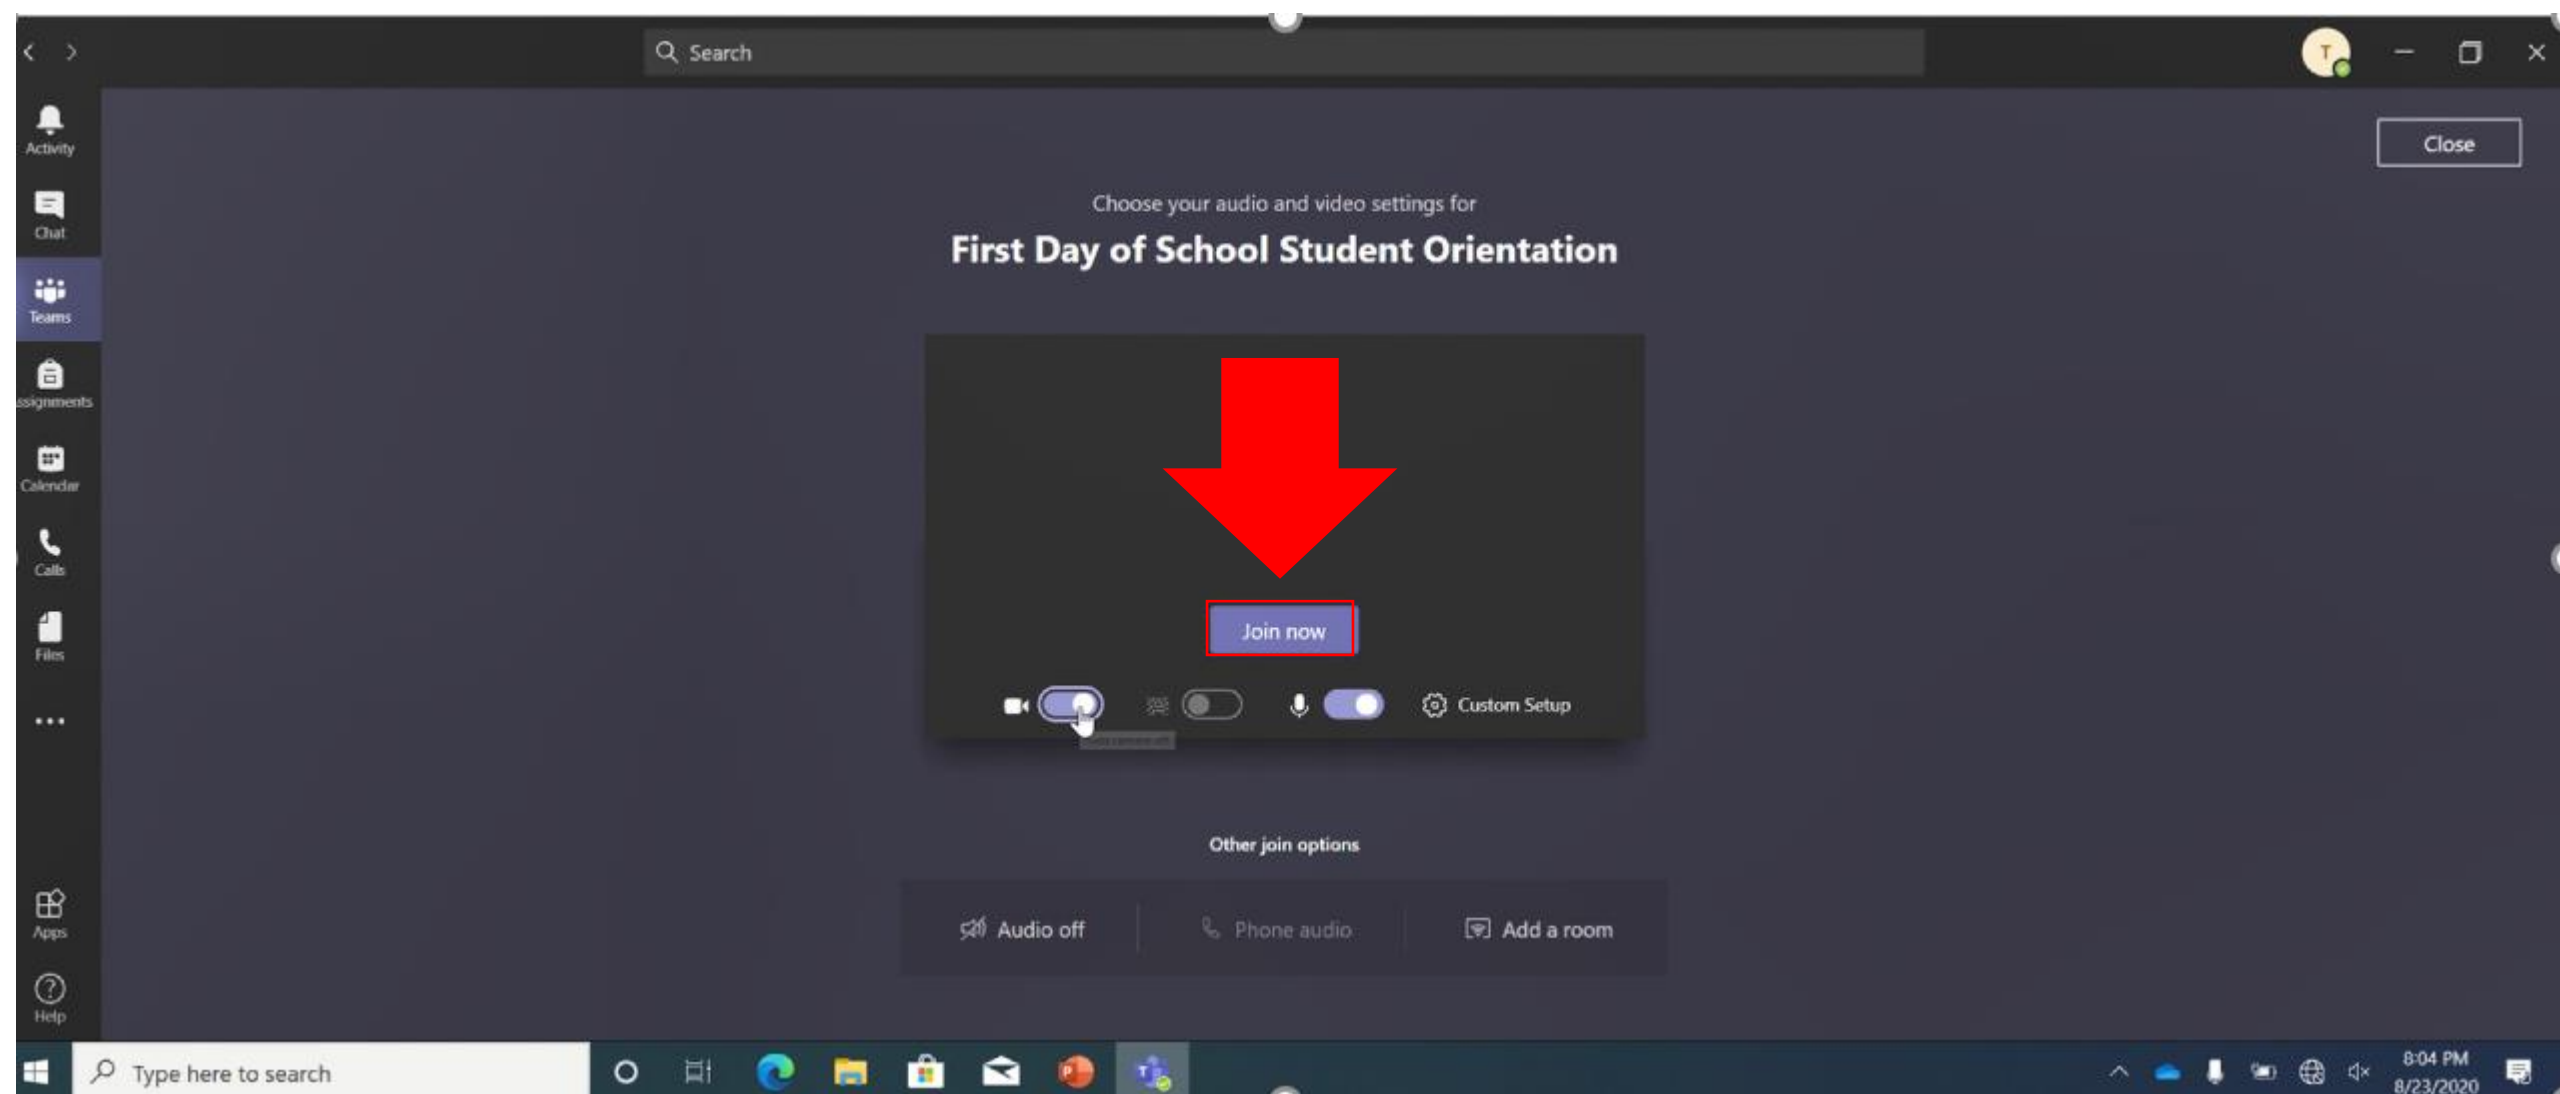 Search
T
Activity
Close
Chat
Choose your audio and video settings for
First Day of School Student Orientation
Teams
ssignments
Calendar
Calls
Join now
Files
Custom Setup
Other join options
Apps
Audio off
Phone audio
Add a room
Help
Type here to search
8:04 PM
8/23/2020